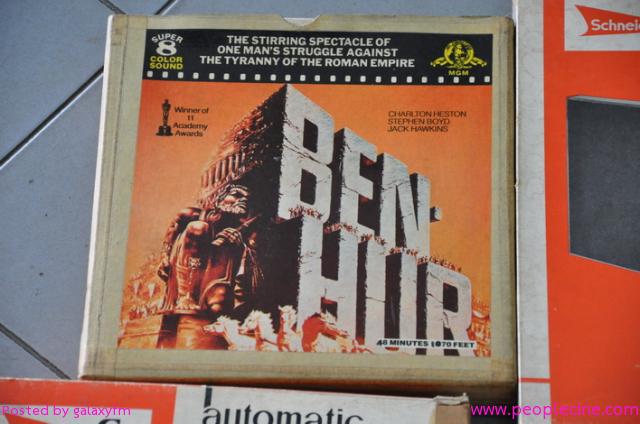 SUPER
8
COLOR
SOUND
THE STIRRING SPECTACLE OF
ONE MAN'S STRUGGLE AGAINST
THE TYRANNY OF THE ROMAN EMPIRE
MGM
Winner of
11
Academy
Awards
CHARLTON HESTON
STEPHEN BOYD
JACK HAWKINS
BEN-
HUR
48 MINUTES
FEET
Schnei
automatic
Posted by galaxyrm
www.peoplecine.com